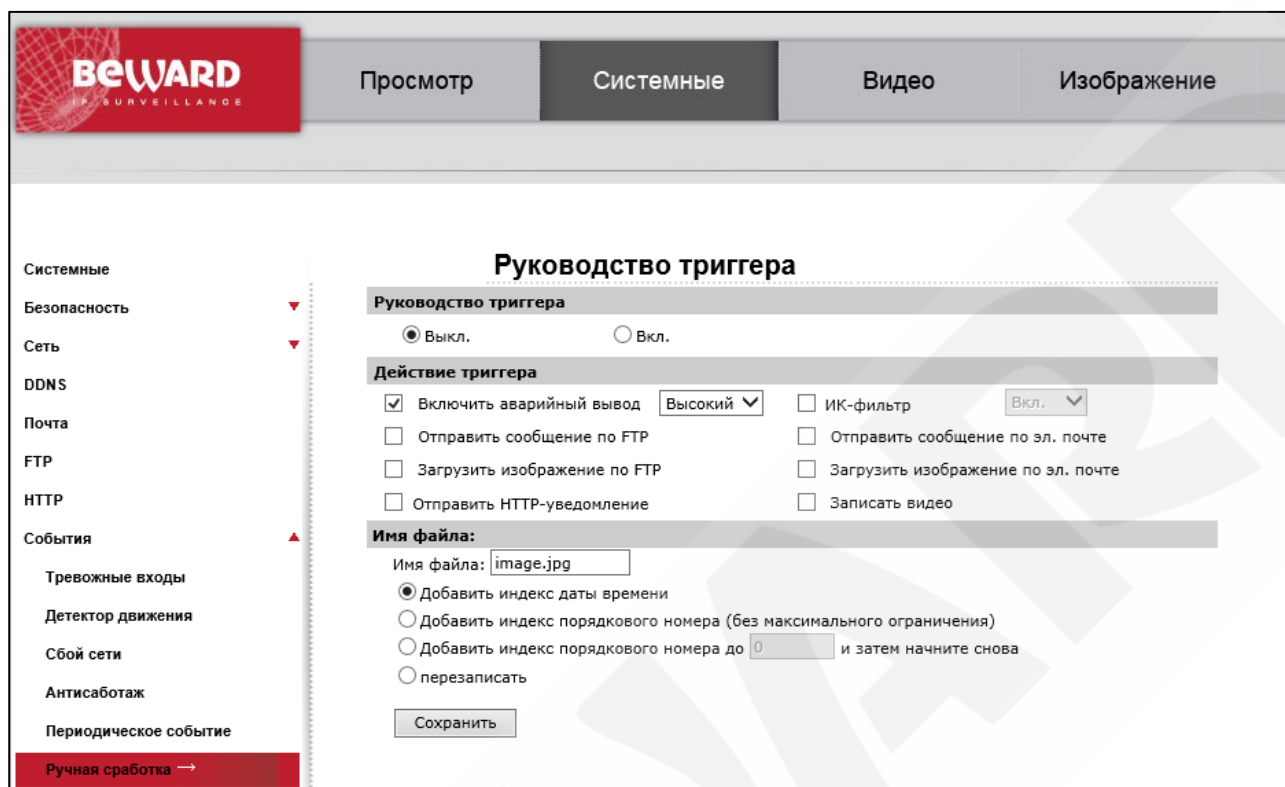 BEWARD
IP SURVEILLANCE
Просмотр
Системные
Видео
Изображение
Системные
Безопасность
Сеть
DDNS
Почта
FTP
HTTP
События
Тревожные входы
Детектор движения
Сбой сети
Антисаботаж
Периодическое событие
Ручная сработка →
Руководство триггера
Руководство триггера
Выкл. Вкл.
Действие триггера
Включить аварийный вывод Высокий ИК-фильтр Вкл.
Отправить сообщение по FTP Отправить сообщение по эл. почте
Загрузить изображение по FTP Загрузить изображение по эл. почте
Отправить HTTP-уведомление Записать видео
Имя файла:
Имя файла: image.jpg
Добавить индекс даты времени
Добавить индекс порядкового номера (без максимального ограничения)
Добавить индекс порядкового номера до 0 и затем начните снова
перезаписать
Сохранить